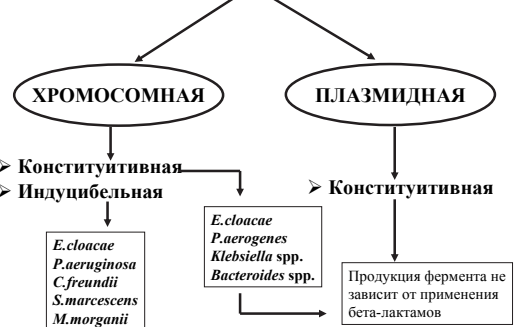 ХРОМОСОМНАЯ
ПЛАЗМИДНАЯ
➢ Конституитивная
➢ Индуцибельная
➢ Конститутивная
E.cloacae
P.aeruginosa
C.freundii
S.marcescens
M.morganii
E.cloacae
P.aerogenes
Klebsiella spp.
Bacteroides spp.
Продукция фермента не
зависит от применения
бета-лактамов